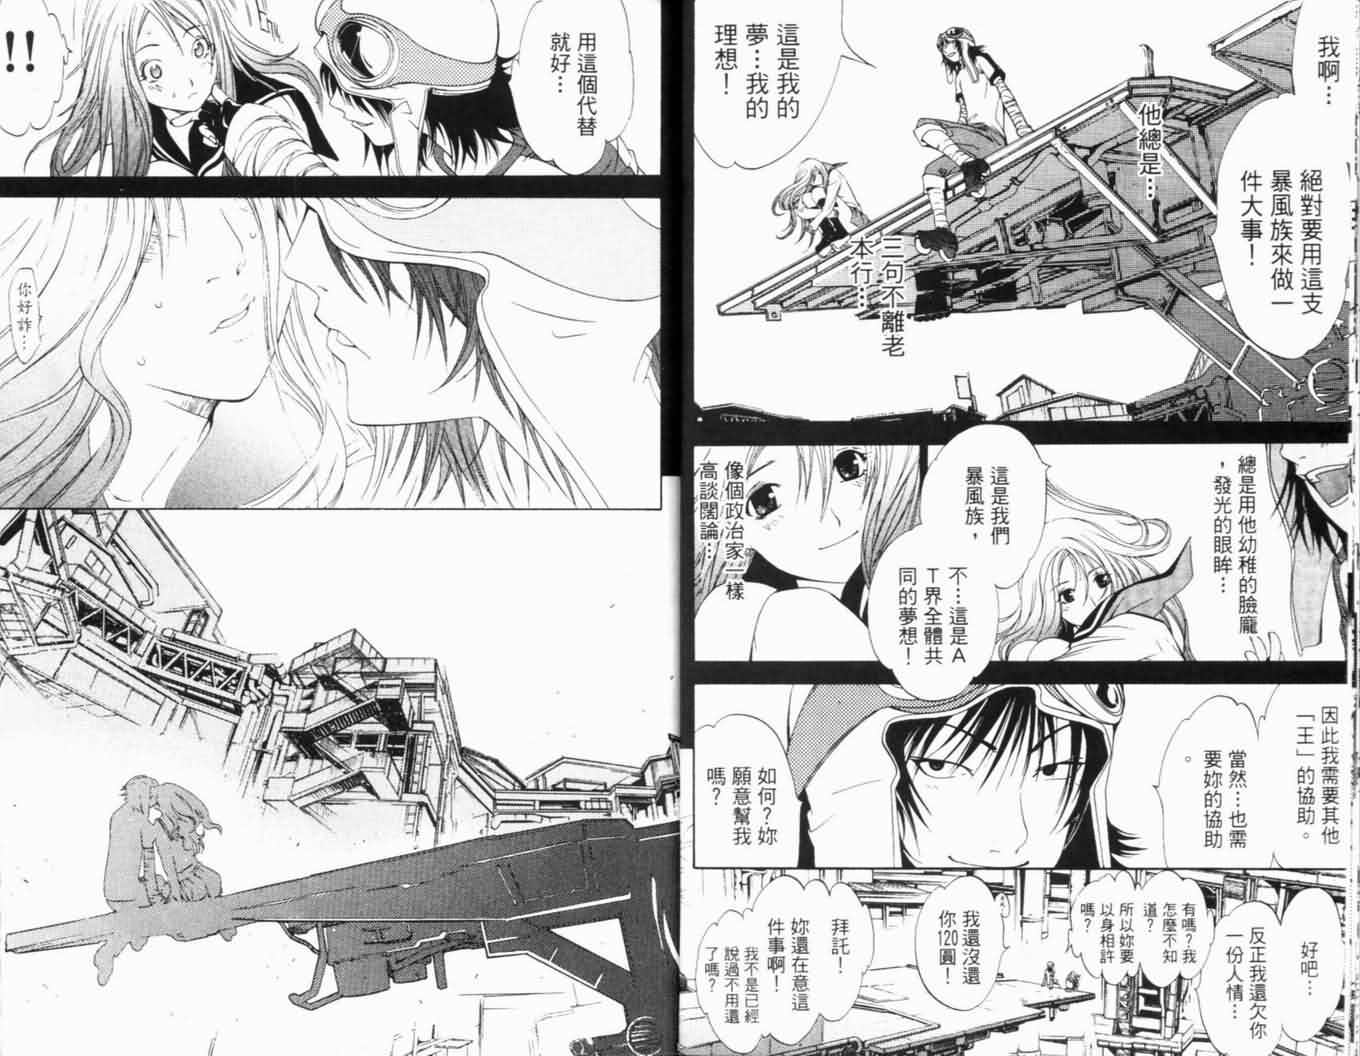 我啊…
絕對要用這支
暴風族來做一
件大事！
他總是…
三句不離老
本行…
這是我的
夢…我的
理想！
總是用他幼稚的臉龐
，發光的眼眸…
這是我們
暴風族，
不…這是A
T界全體共
同的夢想！
像個政治家一樣
高談闊論…
因此我需要其他
「王」的協助。
當然…也需
要妳的協助
。
如何？妳
願意幫我
嗎？
好吧…
反正我還欠你
一份人情…
有嗎？我
怎麼不知
道？
所以妳要
以身相許
嗎？
我還沒還
你120圓！
拜託！
妳還在意這
件事啊！
我不是已經
說過不用還
了嗎？
用這個代替
就好…
!!
你好詐…